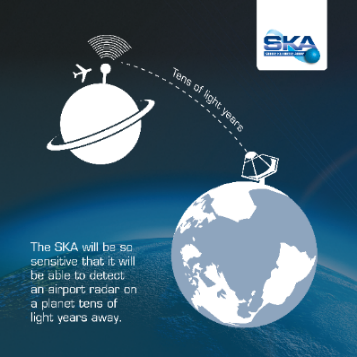 SKA
Tens of light years
The SKA will be so
sensitive that it will
be able to detect
an airport radar on
a planet tens of
light years away.